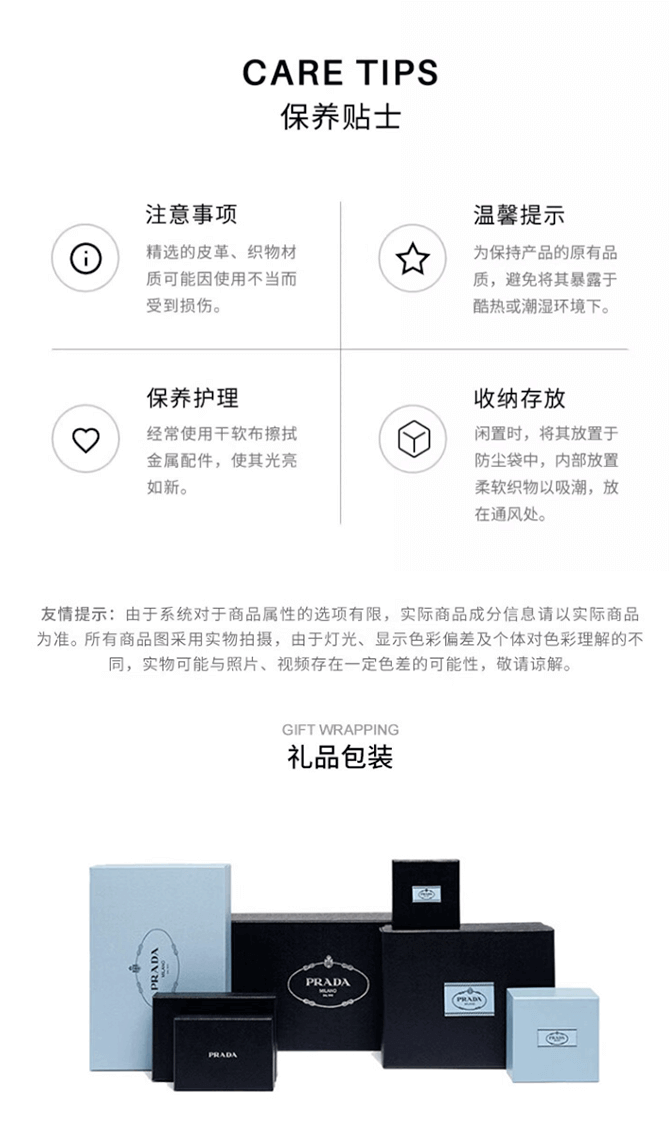 CARE TIPS
保养贴士
注意事项
精选的皮革、织物材
质可能因使用不当而
受到损伤。
温馨提示
为保持产品的原有品
质，避免将其暴露于
酷热或潮湿环境下。
保养护理
经常使用干软布擦拭
金属配件，使其光亮
如新。
收纳存放
闲置时，将其放置于
防尘袋中，内部放置
柔软织物以吸潮，放
在通风处。
友情提示：由于系统对于商品属性的选项有限，实际商品成分信息请以实际商品
为准。所有商品图采用实物拍摄，由于灯光、显示色彩偏差及个体对色彩理解的不
同，实物可能与照片、视频存在一定色差的可能性，敬请谅解。
GIFT WRAPPING
礼品包装
PRADA
MILANO
PRADA
MILANO
PRADA
PRADA